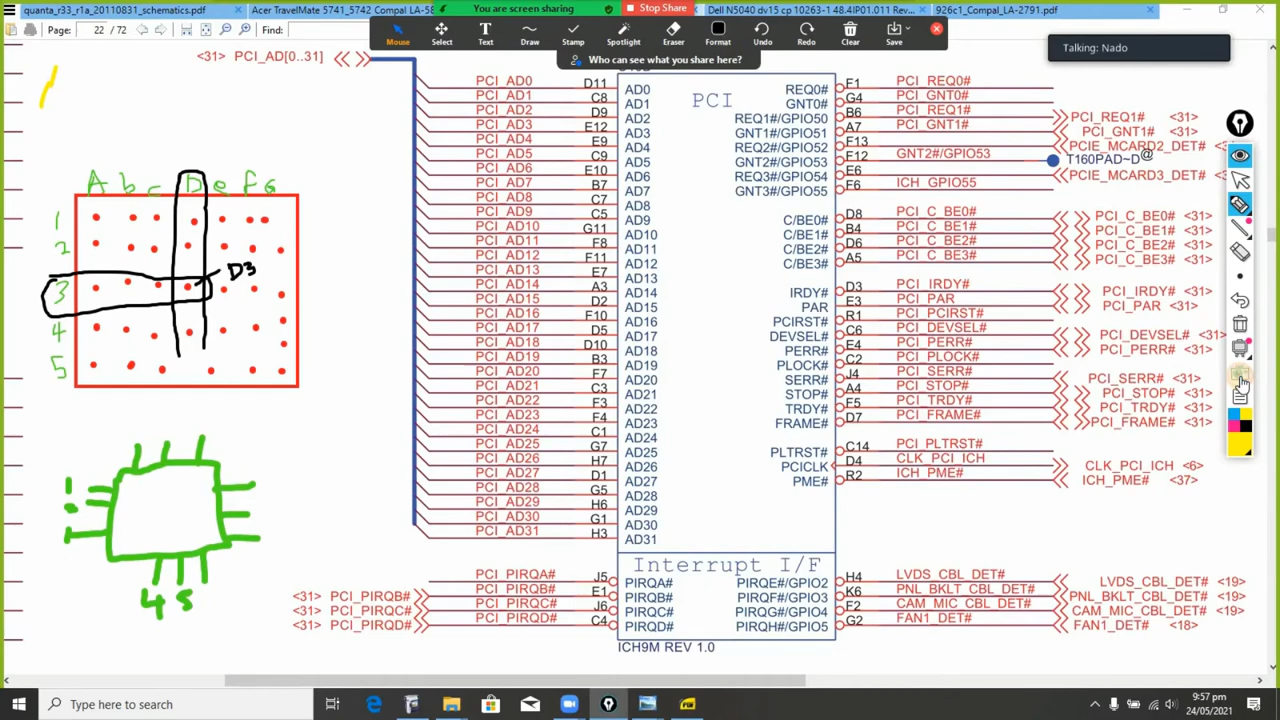 quanta_r33_r1a_20110831_schematics.pdf
Acer TravelMate 5741_5742 Compal LA-58
You are screen sharing
Stop Share
Dell N5040 dv15 cp 10263-1 48.4IP01.011 Rev...
926c1_Compal_LA-2791.pdf
Page: 22 / 72
Find:
Mouse
Select
Text
Draw
Stamp
Spotlight
Eraser
Format
Undo
Redo
Clear
Save
Who can see what you share here?
Talking: Nado
<31> PCI_AD[0..31]
PCI_AD0 D11 AD0
PCI_AD1 C8 AD1
PCI_AD2 D9 AD2
PCI_AD3 E12 AD3
PCI_AD4 E9 AD4
PCI_AD5 C9 AD5
PCI_AD6 E10 AD6
PCI_AD7 B7 AD7
PCI_AD8 C7 AD8
PCI_AD9 C5 AD9
PCI_AD10 G11 AD10
PCI_AD11 F8 AD11
PCI_AD12 F11 AD12
PCI_AD13 E7 AD13
PCI_AD14 A3 AD14
PCI_AD15 D2 AD15
PCI_AD16 F10 AD16
PCI_AD17 D5 AD17
PCI_AD18 D10 AD18
PCI_AD19 B3 AD19
PCI_AD20 F7 AD20
PCI_AD21 C3 AD21
PCI_AD22 F3 AD22
PCI_AD23 F4 AD23
PCI_AD24 C1 AD24
PCI_AD25 G7 AD25
PCI_AD26 H7 AD26
PCI_AD27 D1 AD27
PCI_AD28 G5 AD28
PCI_AD29 H6 AD29
PCI_AD30 G1 AD30
PCI_AD31 H3 AD31
PCI
REQ0# F1 PCI_REQ0#
GNT0# G4 PCI_GNT0#
REQ1#/GPIO50 B6 PCI_REQ1# PCI_REQ1# <31>
GNT1#/GPIO51 A7 PCI_GNT1# PCI_GNT1# <31>
REQ2#/GPIO52 F13 PCIE_MCARD2_DET#
GNT2#/GPIO53 F12 GNT2#/GPIO53 T160PAD~D@
REQ3#/GPIO54 E6 PCIE_MCARD3_DET#
GNT3#/GPIO55 F6 ICH_GPIO55
C/BE0# D8 PCI_C_BE0# PCI_C_BE0# <31>
C/BE1# B4 PCI_C_BE1# PCI_C_BE1# <31>
C/BE2# D6 PCI_C_BE2# PCI_C_BE2# <31>
C/BE3# A5 PCI_C_BE3# PCI_C_BE3# <31>
IRDY# D3 PCI_IRDY# PCI_IRDY# <31>
PAR E3 PCI_PAR PCI_PAR <31>
PCIRST# R1 PCI_PCIRST#
DEVSEL# C6 PCI_DEVSEL# PCI_DEVSEL# <31>
PERR# E4 PCI_PERR# PCI_PERR# <31>
PLOCK# C2 PCI_PLOCK#
SERR# J4 PCI_SERR# PCI_SERR# <31>
STOP# A4 PCI_STOP# PCI_STOP# <31>
TRDY# F5 PCI_TRDY# PCI_TRDY# <31>
FRAME# D7 PCI_FRAME# PCI_FRAME# <31>
PLTRST# C14 PCI_PLTRST#
PCICLK D4 CLK_PCI_ICH CLK_PCI_ICH <6>
PME# R2 ICH_PME# ICH_PME# <37>
Interrupt I/F
PCI_PIRQA# J5 PIRQA#
<31> PCI_PIRQB# PCI_PIRQB# E1 PIRQB#
<31> PCI_PIRQC# PCI_PIRQC# J6 PIRQC#
<31> PCI_PIRQD# PCI_PIRQD# C4 PIRQD#
PIRQE#/GPIO2 H4 LVDS_CBL_DET# LVDS_CBL_DET# <19>
PIRQF#/GPIO3 K6 PNL_BKLT_CBL_DET# PNL_BKLT_CBL_DET# <19>
PIRQG#/GPIO4 F2 CAM_MIC_CBL_DET# CAM_MIC_CBL_DET# <19>
PIRQH#/GPIO5 G2 FAN1_DET# FAN1_DET# <18>
ICH9M REV 1.0
A b c D e f G
1
2
3
D3
4
5
4 5
Type here to search
9:57 pm
24/05/2021